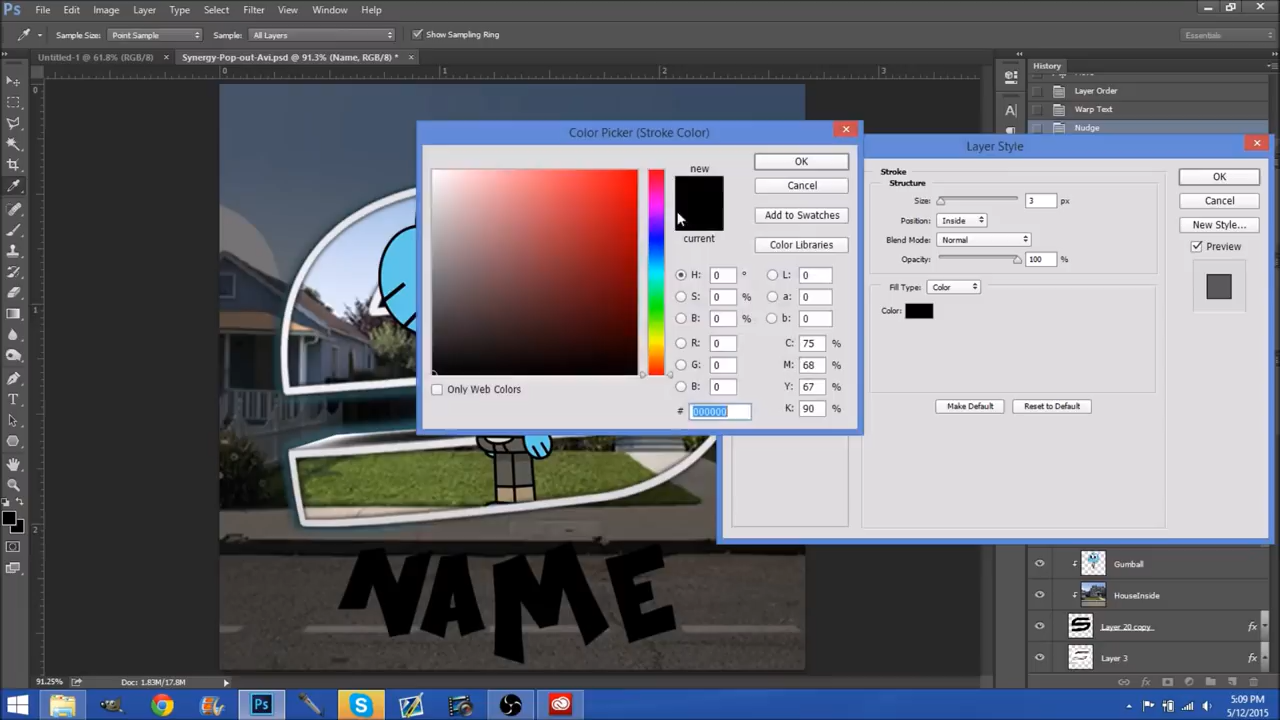 Ps File Edit Image Layer Type Select Filter View Window Help
Sample Size: Point Sample Sample: All Layers Show Sampling Ring Essentials
Untitled-1 @ 61.8% (RGB/8) × Synergy-Pop-out-Avi.psd @ 91.3% (Name, RGB/8) * ×
History
0 1 2 3
Layer Order
Warp Text
Nudge
Color Picker (Stroke Color)
new
current
OK
Cancel
Add to Swatches
Color Libraries
H: 0 ° L: 0
S: 0 % a: 0
B: 0 % b: 0
R: 0 C: 75 %
G: 0 M: 68 %
B: 0 Y: 67 %
# 000000 K: 90 %
Only Web Colors
Layer Style
Stroke
Structure
Size: 3 px
Position: Inside
Blend Mode: Normal
Opacity: 100 %
Fill Type: Color
Color:
Make Default Reset to Default
OK
Cancel
New Style...
Preview
NAME
Gumball
HouseInside
Layer 20 copy fx
Layer 3 fx
91.25% Doc: 1.83M/17.8M
5:09 PM
5/12/2015